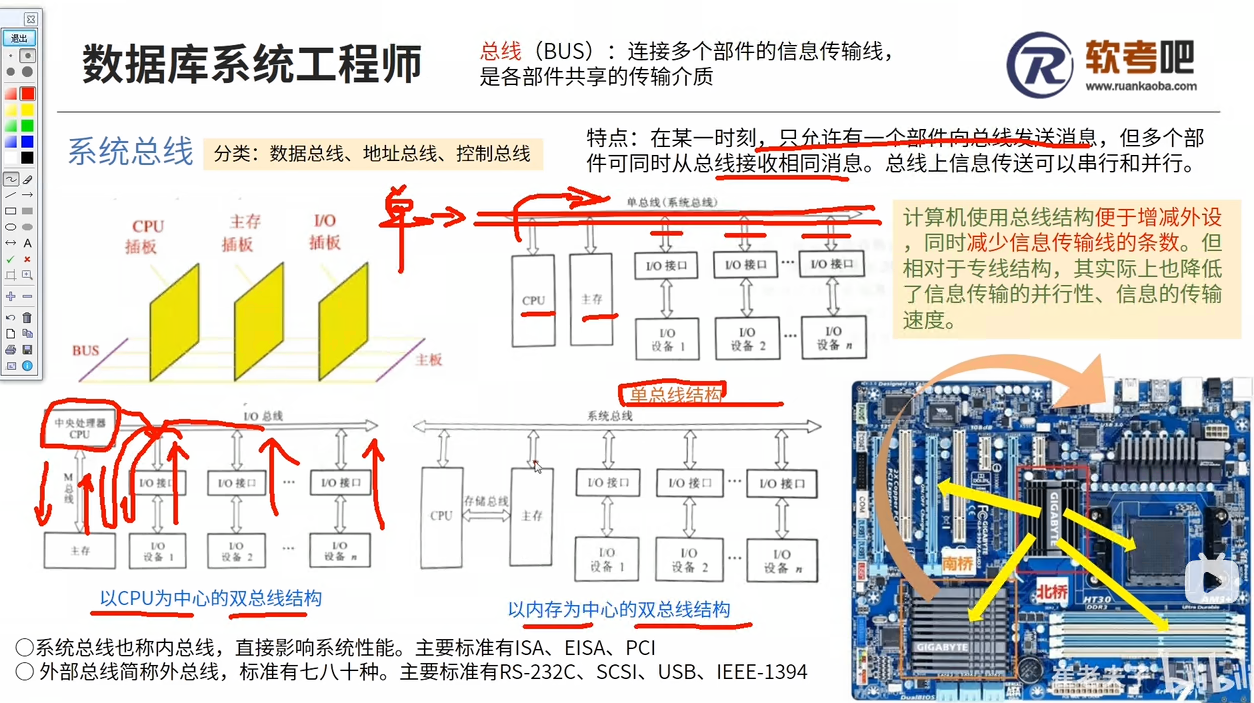 退出
数据库系统工程师
总线（BUS）：连接多个部件的信息传输线，
是各部件共享的传输介质
软考吧
www.ruankaoba.com
系统总线
分类：数据总线、地址总线、控制总线
特点：在某一时刻，只允许有一个部件向总线发送消息，但多个部
件可同时从总线接收相同消息。总线上信息传送可以串行和并行。
CPU
插板
主存
插板
I/O
插板
BUS
主板
单
单总线(系统总线)
CPU
主存
I/O 接口
I/O 接口
...
I/O 接口
I/O
设备 1
I/O
设备 2
...
I/O
设备 n
单总线结构
计算机使用总线结构便于增减外设
，同时减少信息传输线的条数。但
相对于专线结构，其实际上也降低
了信息传输的并行性、信息的传输
速度。
中央处理器
CPU
I/O 总线
M
总
线
I/O 接口
I/O 接口
...
I/O 接口
主存
I/O
设备 1
I/O
设备 2
...
I/O
设备 n
以CPU为中心的双总线结构
系统总线
CPU
存储总线
主存
I/O 接口
I/O 接口
...
I/O 接口
I/O
设备 1
I/O
设备 2
...
I/O
设备 n
以内存为中心的双总线结构
南桥
北桥
GIGABYTE
GIGABYTE
HT3.0
DDR3
Ultra Durable
DualBIOS
○系统总线也称内总线，直接影响系统性能。主要标准有ISA、EISA、PCI
○ 外部总线简称外总线，标准有七八十种。主要标准有RS-232C、SCSI、USB、IEEE-1394
bilibili